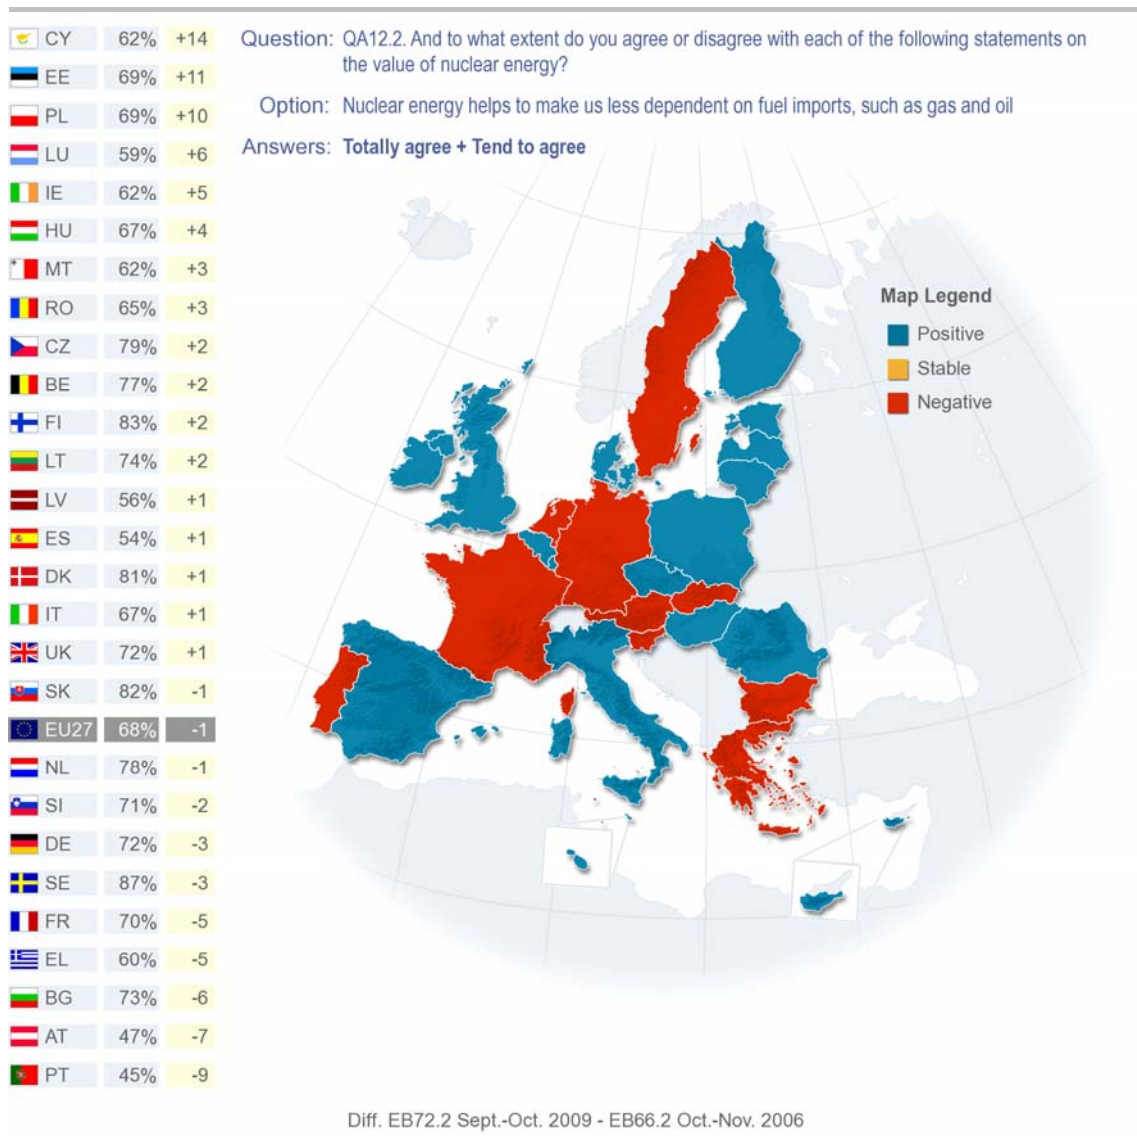 CY 62% +14
EE 69% +11
PL 69% +10
LU 59% +6
IE 62% +5
HU 67% +4
MT 62% +3
RO 65% +3
CZ 79% +2
BE 77% +2
FI 83% +2
LT 74% +2
LV 56% +1
ES 54% +1
DK 81% +1
IT 67% +1
UK 72% +1
SK 82% -1
EU27 68% -1
NL 78% -1
SI 71% -2
DE 72% -3
SE 87% -3
FR 70% -5
EL 60% -5
BG 73% -6
AT 47% -7
PT 45% -9
Question: QA12.2. And to what extent do you agree or disagree with each of the following statements on
the value of nuclear energy?
Option: Nuclear energy helps to make us less dependent on fuel imports, such as gas and oil
Answers: Totally agree + Tend to agree
Map Legend
Positive
Stable
Negative
Diff. EB72.2 Sept.-Oct. 2009 - EB66.2 Oct.-Nov. 2006